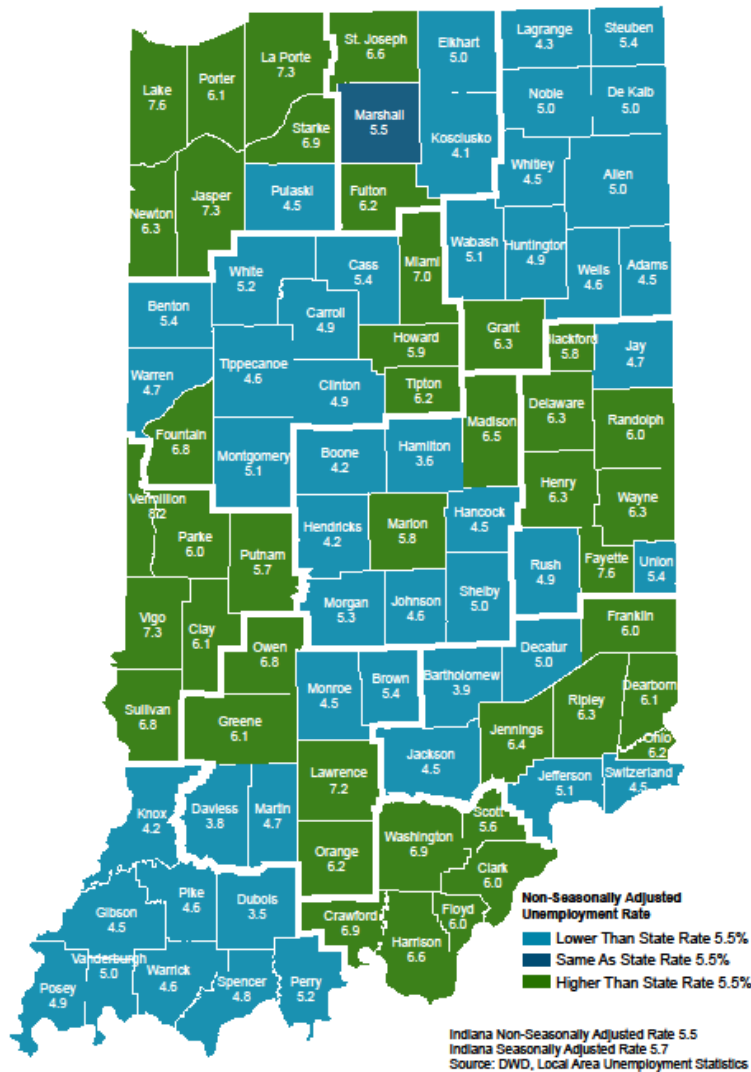 St. Joseph
6.6
Elkhart
5.0
Lagrange
4.3
Steuben
5.4
La Porte
7.3
Porter
6.1
Lake
7.6
Noble
5.0
De Kalb
5.0
Marshall
5.5
Starke
6.9
Kosciusko
4.1
Whitley
4.5
Allen
5.0
Newton
6.3
Jasper
7.3
Pulaski
4.5
Fulton
6.2
Wabash
5.1
Huntington
4.9
Wells
4.6
Adams
4.5
Miami
7.0
White
5.2
Cass
5.4
Benton
5.4
Carroll
4.9
Grant
6.3
Blackford
5.8
Jay
4.7
Howard
5.9
Warren
4.7
Tippecanoe
4.6
Clinton
4.9
Tipton
6.2
Madison
6.5
Delaware
6.3
Randolph
6.0
Fountain
6.8
Montgomery
5.1
Boone
4.2
Hamilton
3.6
Henry
6.3
Wayne
6.3
Vermillion
8.2
Parke
6.0
Putnam
5.7
Hendricks
4.2
Marion
5.8
Hancock
4.5
Rush
4.9
Fayette
7.6
Union
5.4
Vigo
7.3
Clay
6.1
Morgan
5.3
Johnson
4.6
Shelby
5.0
Franklin
6.0
Owen
6.8
Decatur
5.0
Monroe
4.5
Brown
5.4
Bartholomew
3.9
Sullivan
6.8
Greene
6.1
Ripley
6.3
Dearborn
6.1
Jennings
6.4
Ohio
6.2
Jackson
4.5
Lawrence
7.2
Jefferson
5.1
Switzerland
4.5
Knox
4.2
Daviess
3.8
Martin
4.7
Scott
5.6
Washington
6.9
Orange
6.2
Clark
6.0
Pike
4.6
Dubois
3.5
Gibson
4.5
Crawford
6.9
Floyd
6.0
Harrison
6.6
Vanderburgh
5.0
Warrick
4.6
Posey
4.9
Spencer
4.8
Perry
5.2
Non-Seasonally Adjusted
Unemployment Rate
Lower Than State Rate 5.5%
Same As State Rate 5.5%
Higher Than State Rate 5.5%
Indiana Non-Seasonally Adjusted Rate 5.5
Indiana Seasonally Adjusted Rate 5.7
Source: DWD, Local Area Unemployment Statistics